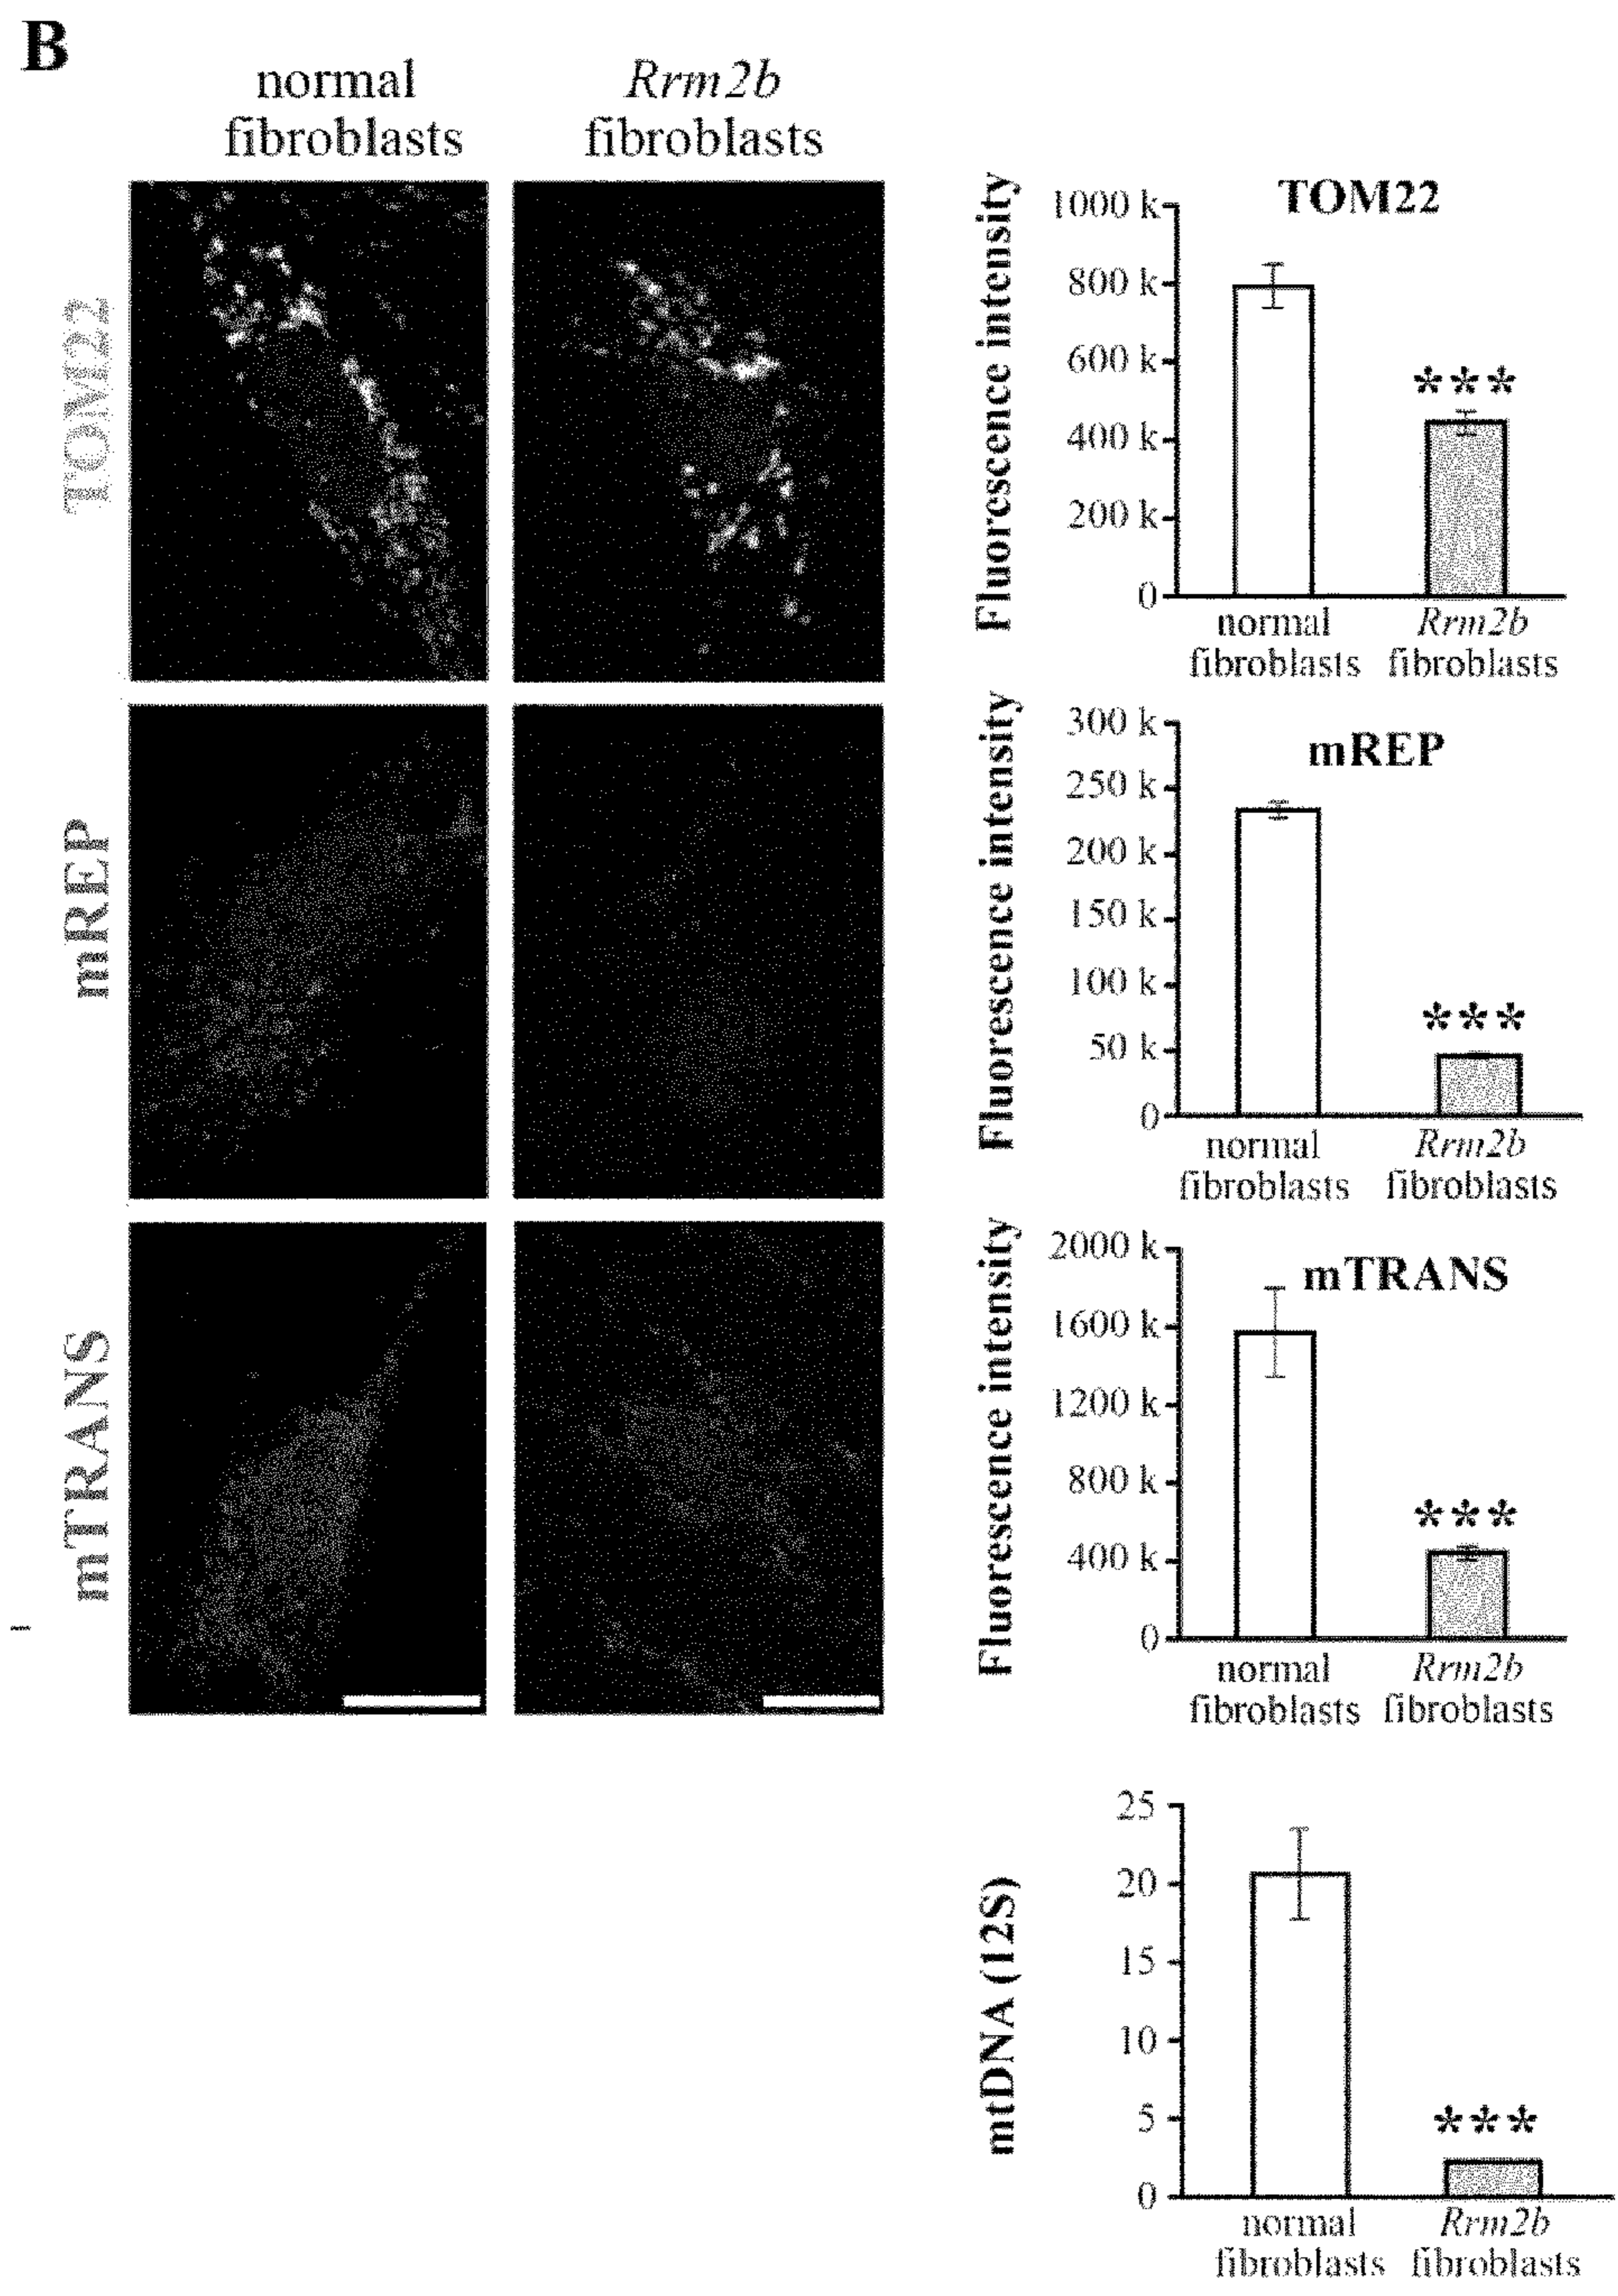 B
normal
fibroblasts
Rrm2b
fibroblasts
TOM22
mREP
mTRANS
TOM22
Fluorescence intensity
1000 k
800 k
600 k
400 k
200 k
0
***
normal
fibroblasts
Rrm2b
fibroblasts
mREP
Fluorescence intensity
300 k
250 k
200 k
150 k
100 k
50 k
0
***
normal
fibroblasts
Rrm2b
fibroblasts
mTRANS
Fluorescence intensity
2000 k
1600 k
1200 k
800 k
400 k
0
***
normal
fibroblasts
Rrm2b
fibroblasts
mtDNA (12S)
25
20
15
10
5
0
***
normal
fibroblasts
Rrm2b
fibroblasts